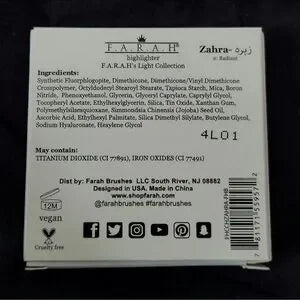 F.A.R.A.H®
highlighter
F.A.R.A.H's Light Collection
Zahra- زهره
n: Radiant
Ingredients:
Synthetic Fluorphlogopite, Dimethicone, Dimethicone/Vinyl Dimethicone
Crosspolymer, Octyldodecyl Stearoyl Stearate, Tapioca Starch, Mica, Boron
Nitride, Phenoxyethanol, Glycerin, Glyceryl Caprylate, Caprylyl Glycol,
Tocopheryl Acetate, Ethylhexylglycerin, Silica, Tin Oxide, Xanthan Gum,
Polymethylsilsesquioxane, Simmondsia Chinensis (Jojoba) Seed Oil,
Ascorbic Acid, Ethylhexyl Palmitate, Silica Dimethyl Silylate, Butylene Glycol,
Sodium Hyaluronate, Hexylene Glycol
4L01
May contain:
TITANIUM DIOXIDE (CI 77891), IRON OXIDES (CI 77491)
Dist by: Farah Brushes LLC South River, NJ 08882
Designed in USA, Made in China
www.shopfarah.com
@farahbrushes #farahbrushes
12M
vegan
Cruelty free